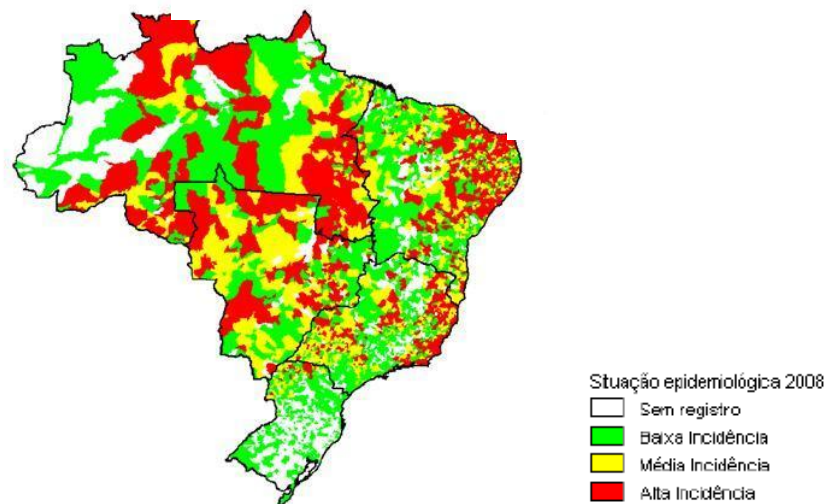 Situação epidemiológica 2008
Sem registro
Baixa Incidência
Média Incidência
Alta Incidência